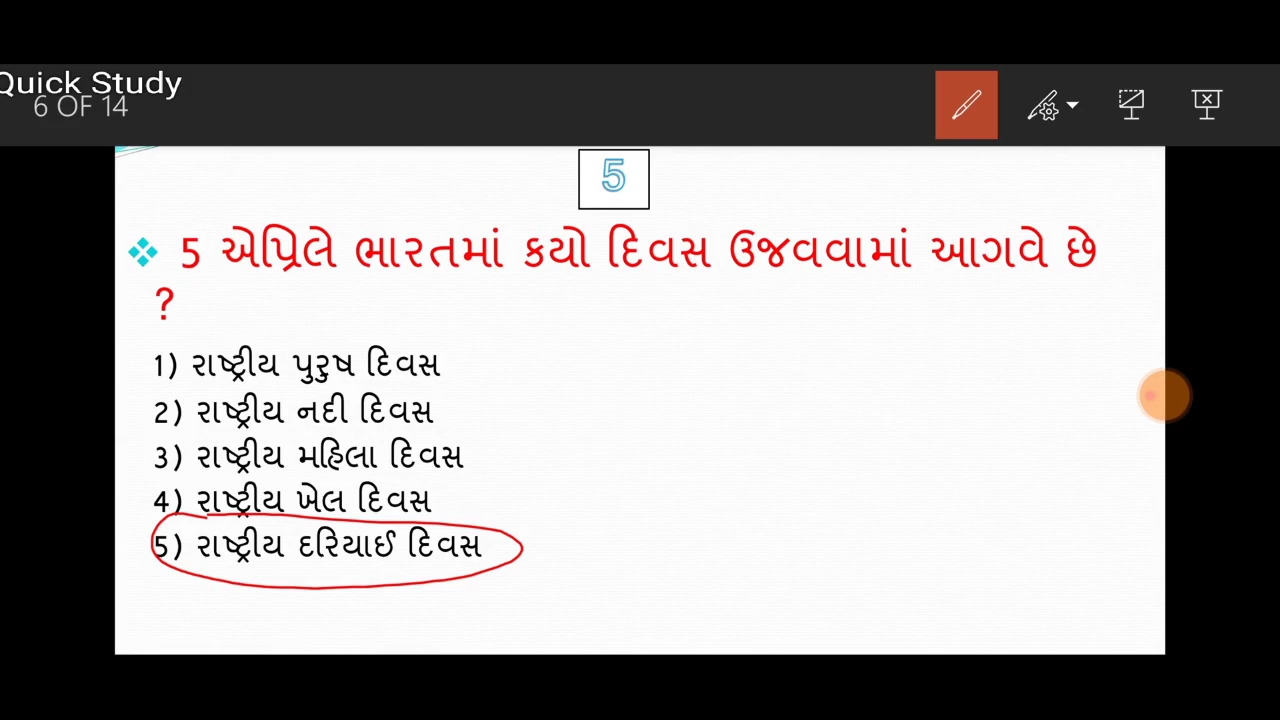 Quick Study
6 OF 14
5
5 એપ્રિલે ભારતમાં કયો દિવસ ઉજવવામાં આગવે છે
?
1) રાષ્ટ્રીય પુરુષ દિવસ
2) રાષ્ટ્રીય નદી દિવસ
3) રાષ્ટ્રીય મહિલા દિવસ
4) રાષ્ટ્રીય ખેલ દિવસ
5) રાષ્ટ્રીય દરિયાઈ દિવસ